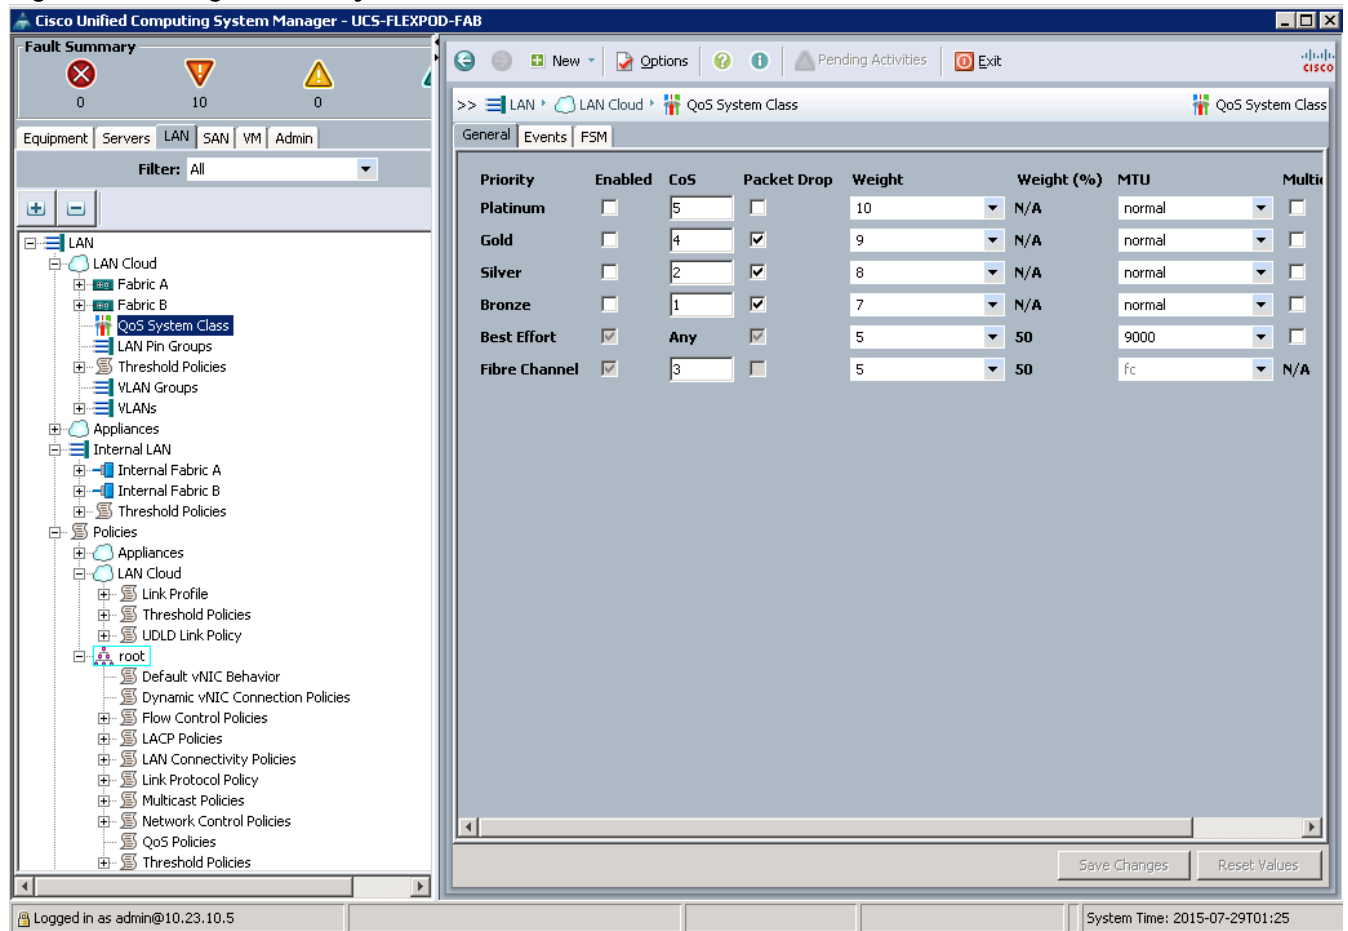 Cisco Unified Computing System Manager - UCS-FLEXPOD-FAB
Fault Summary
0 10 0
Equipment Servers LAN SAN VM Admin
Filter: All
LAN
LAN Cloud
Fabric A
Fabric B
QoS System Class
LAN Pin Groups
Threshold Policies
VLAN Groups
VLANs
Appliances
Internal LAN
Internal Fabric A
Internal Fabric B
Threshold Policies
Policies
Appliances
LAN Cloud
Link Profile
Threshold Policies
UDLD Link Policy
root
Default vNIC Behavior
Dynamic vNIC Connection Policies
Flow Control Policies
LACP Policies
LAN Connectivity Policies
Link Protocol Policy
Multicast Policies
Network Control Policies
QoS Policies
Threshold Policies
New Options Pending Activities Exit
CISCO
>> LAN LAN Cloud QoS System Class QoS System Class
General Events FSM
Priority Enabled CoS Packet Drop Weight Weight (%) MTU Multi
Platinum 5 10 N/A normal
Gold 4 9 N/A normal
Silver 2 8 N/A normal
Bronze 1 7 N/A normal
Best Effort Any 5 50 9000
Fibre Channel 3 5 50 fc N/A
Save Changes Reset Values
Logged in as admin@10.23.10.5 System Time: 2015-07-29T01:25